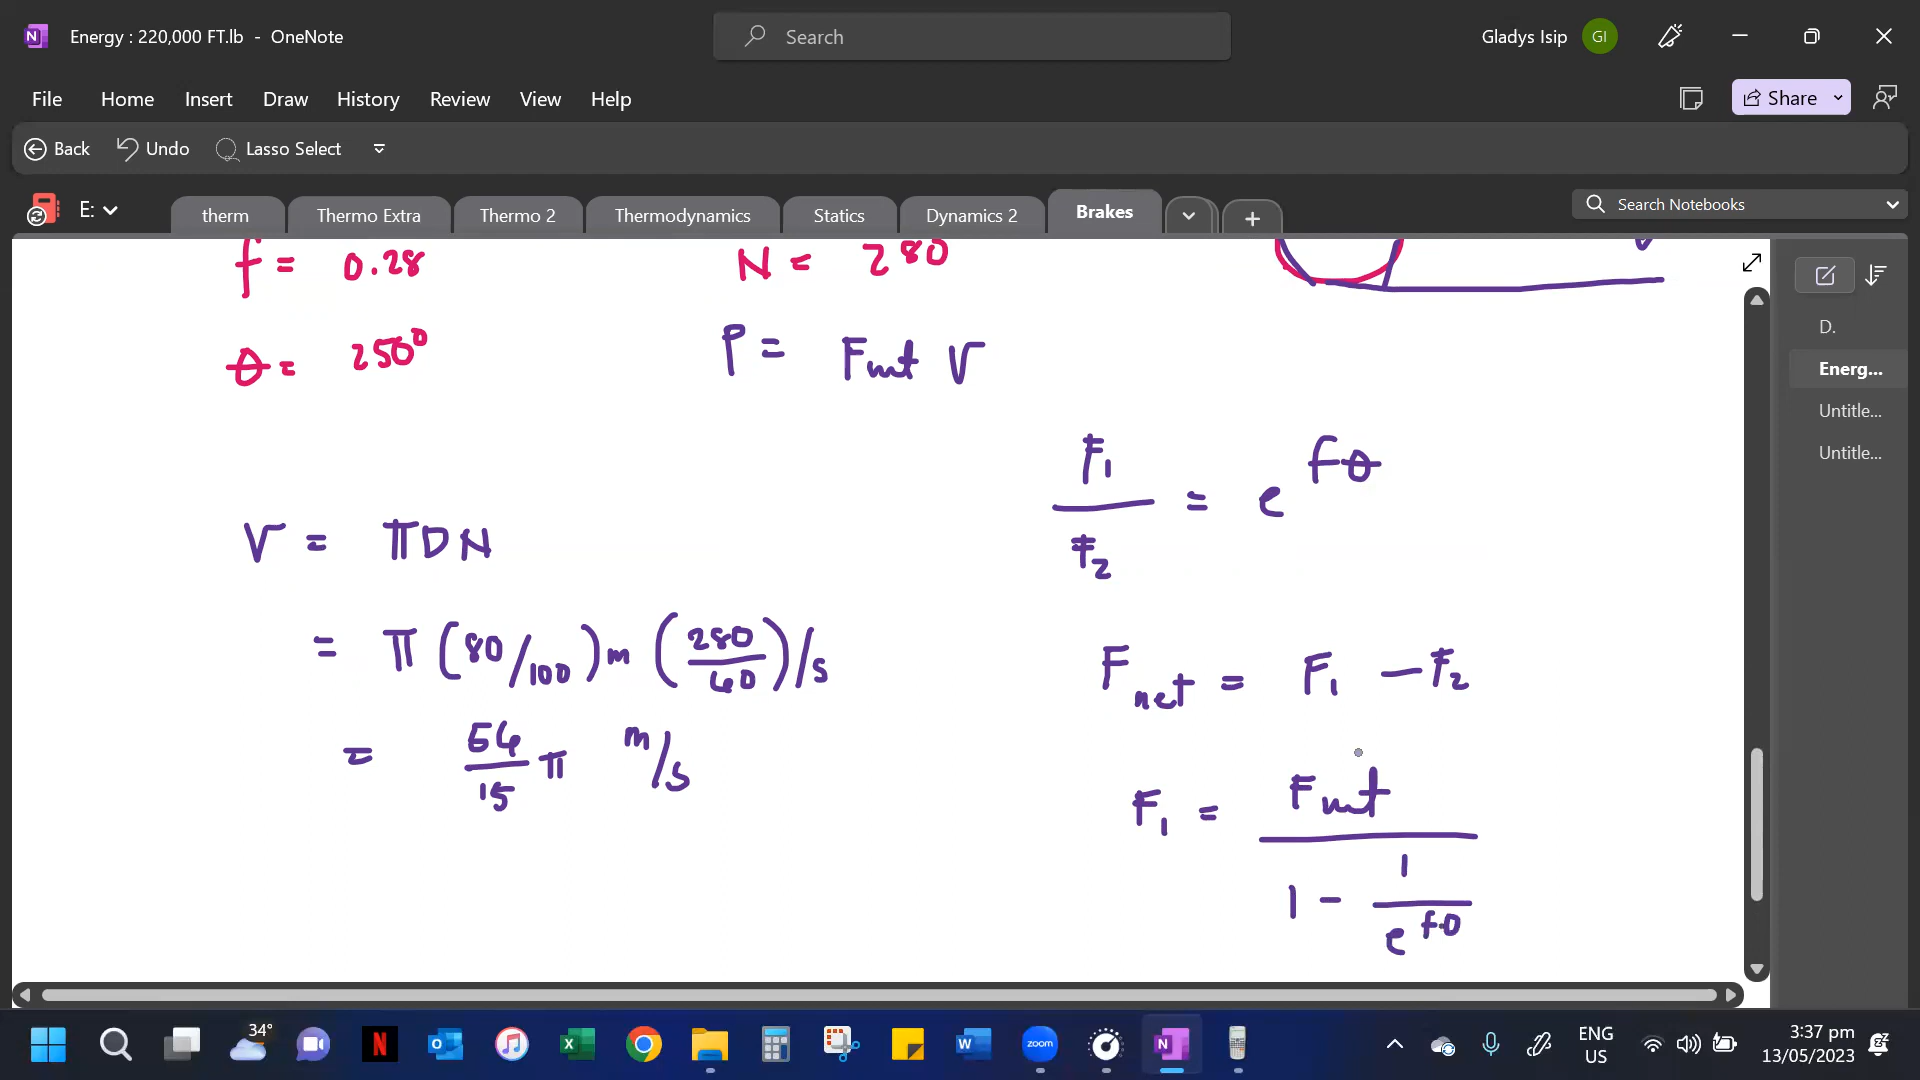 Energy : 220,000 FT.lb - OneNote
Search
Gladys Isip GI
File Home Insert Draw History Review View Help
Share
Back Undo Lasso Select
E:
therm Thermo Extra Thermo 2 Thermodynamics Statics Dynamics 2 Brakes
Search Notebooks
D.
Energ...
Untitle...
Untitle...
f = 0.28
N = 280
θ = 250°
P = Fnet V
F1 / F2 = e^fθ
V = π D N
= π (80/100) m (280/60) /s
= 56/15 π m/s
F net = F1 - F2
F1 = Fnet / (1 - 1/e^fθ)
34°
zoom
ENG
US
3:37 pm
13/05/2023